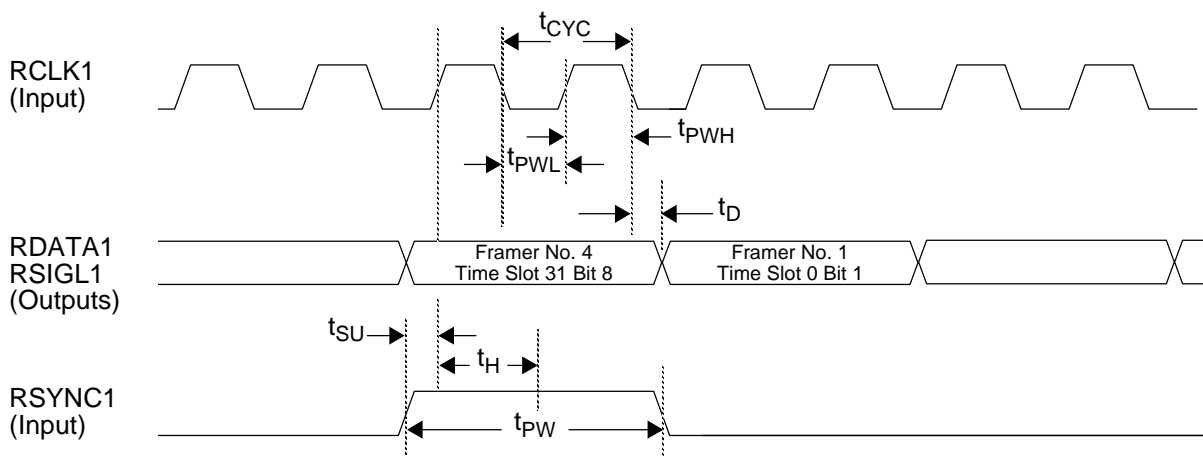 tCYC
RCLK1
(Input)
tPWH
tPWL
tD
RDATA1
RSIGL1
(Outputs)
Framer No. 4
Time Slot 31 Bit 8
Framer No. 1
Time Slot 0 Bit 1
tSU
tH
RSYNC1
(Input)
tPW